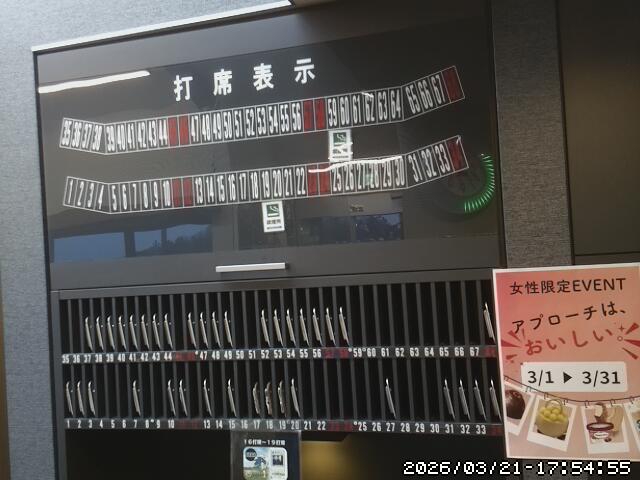 打席表示
35 36 37 38 39 40 41 42 43 44 47 48 49 50 51 52 53 54 55 56 59 60 61 62 63 64 65 66 67
1 2 3 4 5 6 7 8 9 10 13 14 15 16 17 18 19 20 21 22 25 26 27 28 29 30 31 32 33
35 36 37 38 39 40 41 42 43 44 47 48 49 50 51 52 53 54 55 56 59 60 61 62 63 64 65 66 67
1 2 3 4 5 6 7 8 9 10 13 14 15 16 17 18 19 20 21 22 25 26 27 28 29 30 31 32 33
16打席～19打席
女性限定EVENT
アプローチは、
おいしい。
3/1 ▶ 3/31
2026/03/21-17:54:55